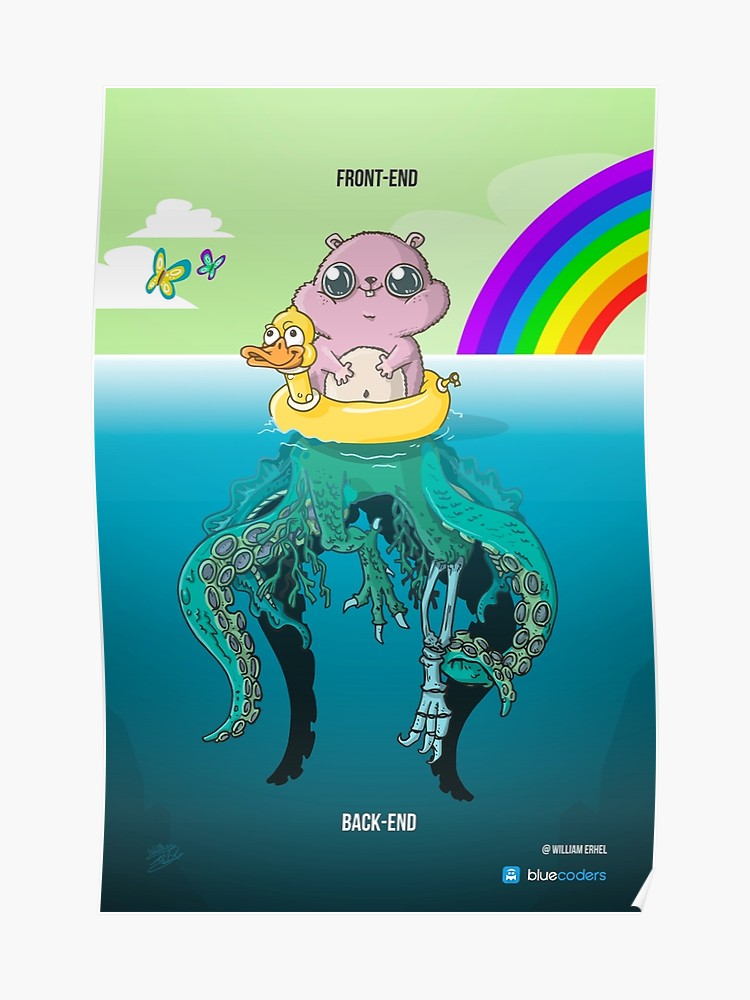 FRONT-END
BACK-END
@ WILLIAM ERHEL
bluecoders